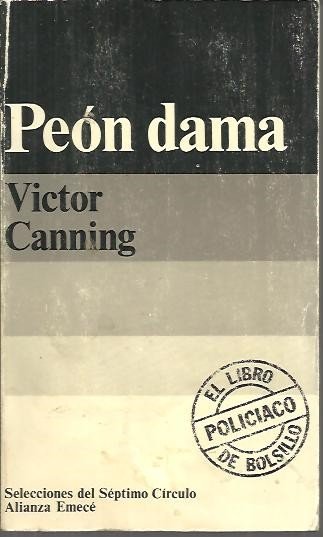 Peón dama
Victor
Canning
EL LIBRO
POLICIACO
DE BOLSILLO
Selecciones del Séptimo Círculo
Alianza Emecé